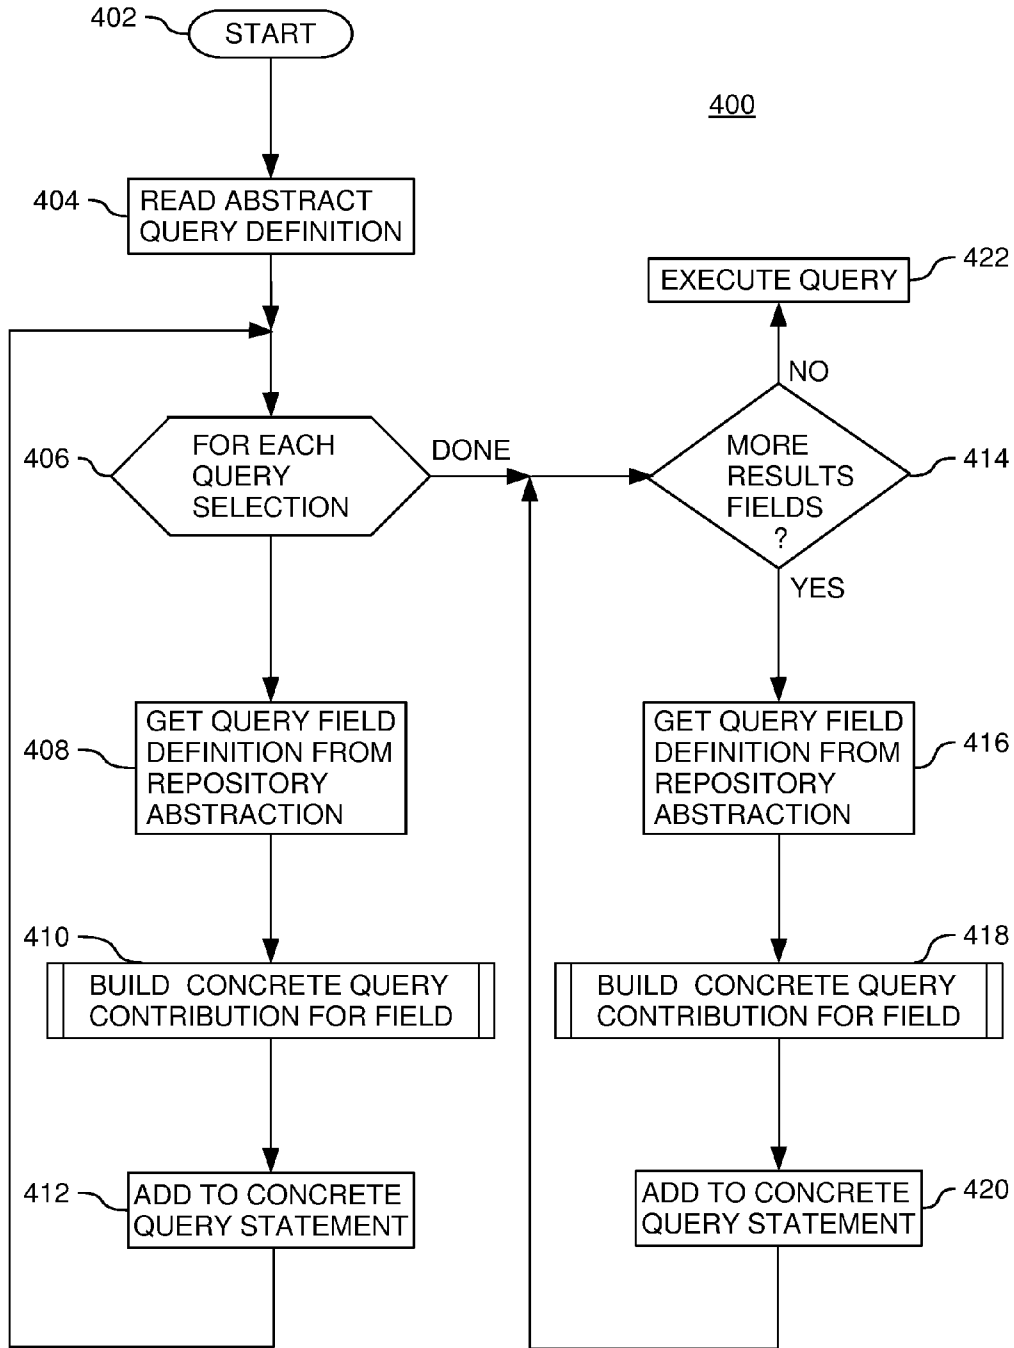 402
START
400
404
READ ABSTRACT
QUERY DEFINITION
422
EXECUTE QUERY
NO
406
FOR EACH
QUERY
SELECTION
DONE
MORE
RESULTS
FIELDS
?
414
YES
408
GET QUERY FIELD
DEFINITION FROM
REPOSITORY
ABSTRACTION
GET QUERY FIELD
DEFINITION FROM
REPOSITORY
ABSTRACTION
416
410
BUILD CONCRETE QUERY
CONTRIBUTION FOR FIELD
418
BUILD CONCRETE QUERY
CONTRIBUTION FOR FIELD
412
ADD TO CONCRETE
QUERY STATEMENT
ADD TO CONCRETE
QUERY STATEMENT
420